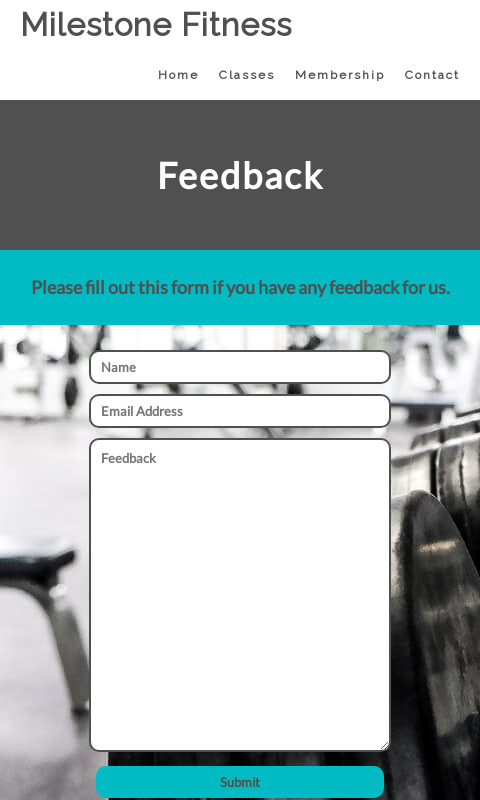 Milestone Fitness
Home Classes Membership Contact
Feedback
Please fill out this form if you have any feedback for us.
Name
Email Address
Feedback
Submit